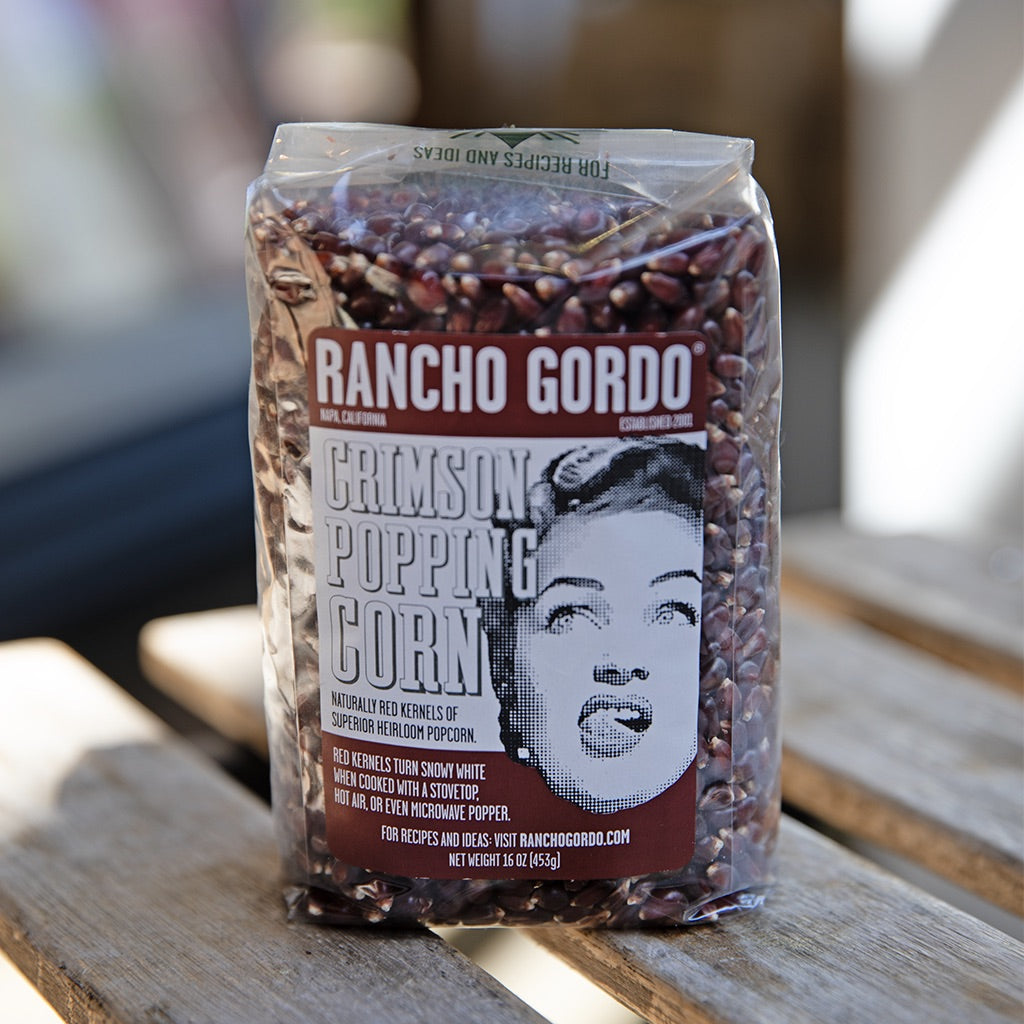 FOR RECIPES AND IDEAS
RANCHO GORDO®
NAPA, CALIFORNIA
ESTABLISHED 2001
CRIMSON
POPPING
CORN
NATURALLY RED KERNELS OF
SUPERIOR HEIRLOOM POPCORN.
RED KERNELS TURN SNOWY WHITE
WHEN COOKED WITH A STOVETOP,
HOT AIR, OR EVEN MICROWAVE POPPER.
FOR RECIPES AND IDEAS: VISIT RANCHOGORDO.COM
NET WEIGHT 16 OZ (453g)